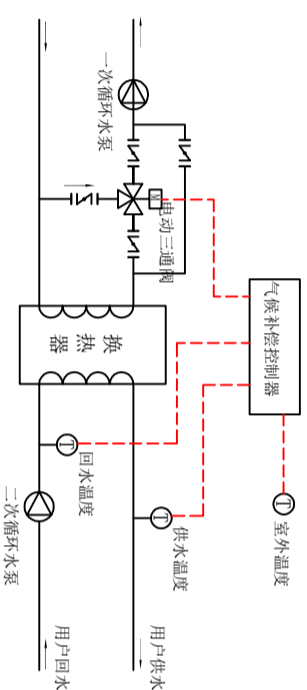 一次循环水泵
M
电动三通阀
气候补偿控制器
换热器
T
室外温度
T
回水温度
T
供水温度
二次循环水泵
用户回水
用户供水